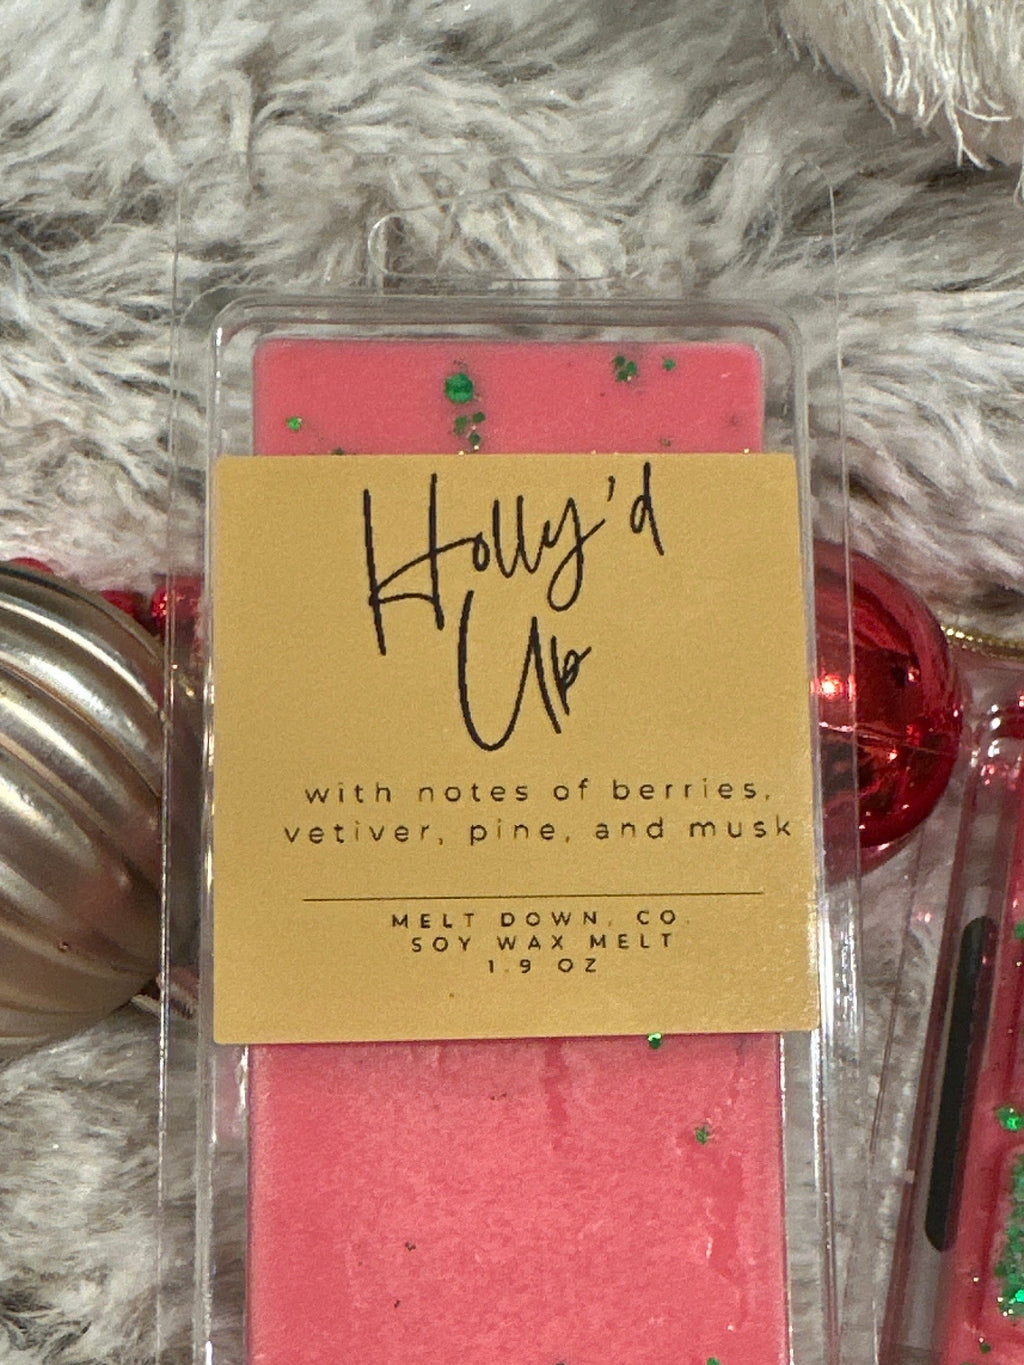 Holly'd
Up
with notes of berries,
vetiver, pine, and musk
MELT DOWN, CO.
SOY WAX MELT
1.9 OZ